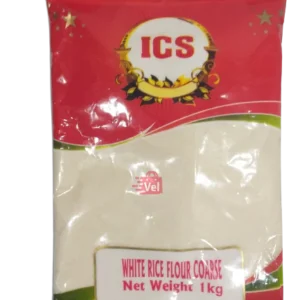 ICS
Vel
WHITE RICE FLOUR COARSE
Net Weight 1kg